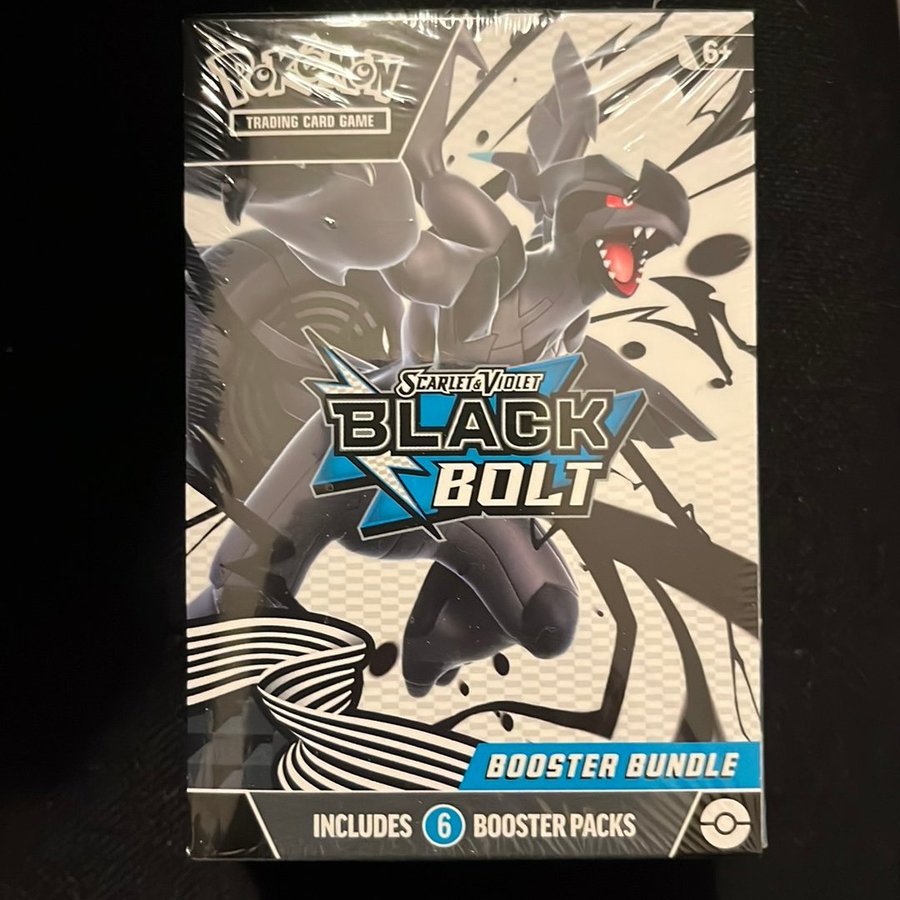 POKéMON
TRADING CARD GAME
6+
SCARLET & VIOLET
BLACK
BOLT
BOOSTER BUNDLE
INCLUDES 6 BOOSTER PACKS